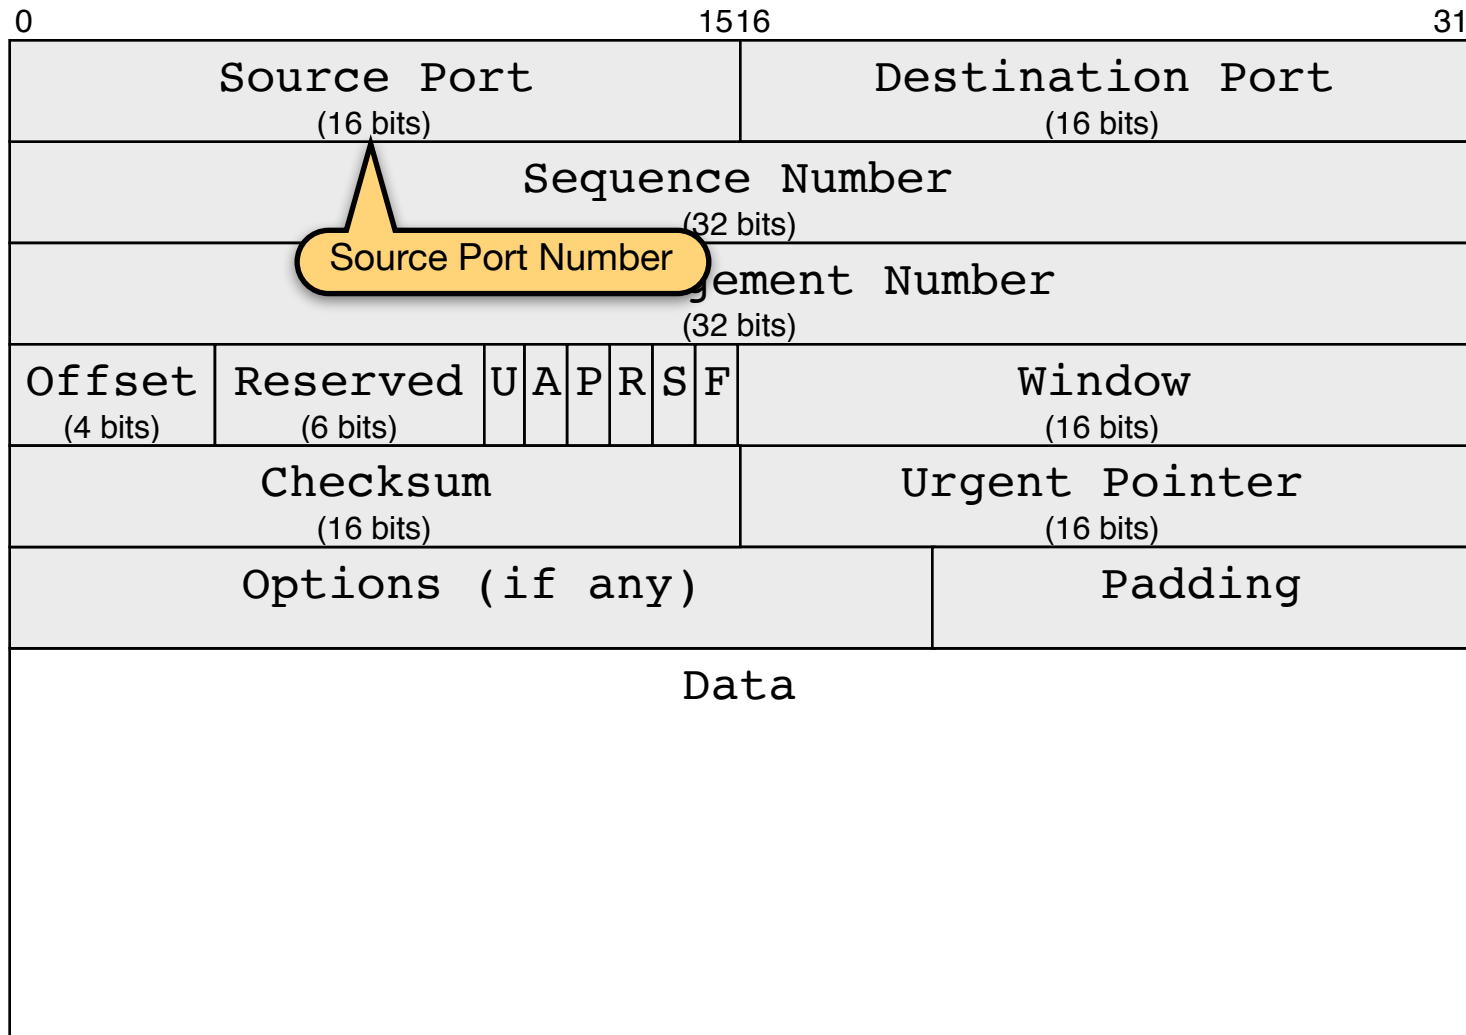 0 1516 31
Source Port Destination Port
(16 bits) (16 bits)
Sequence Number
(32 bits)
Source Port Number
gement Number
(32 bits)
Offset Reserved U A P R S F Window
(4 bits) (6 bits) (16 bits)
Checksum Urgent Pointer
(16 bits) (16 bits)
Options (if any) Padding
Data